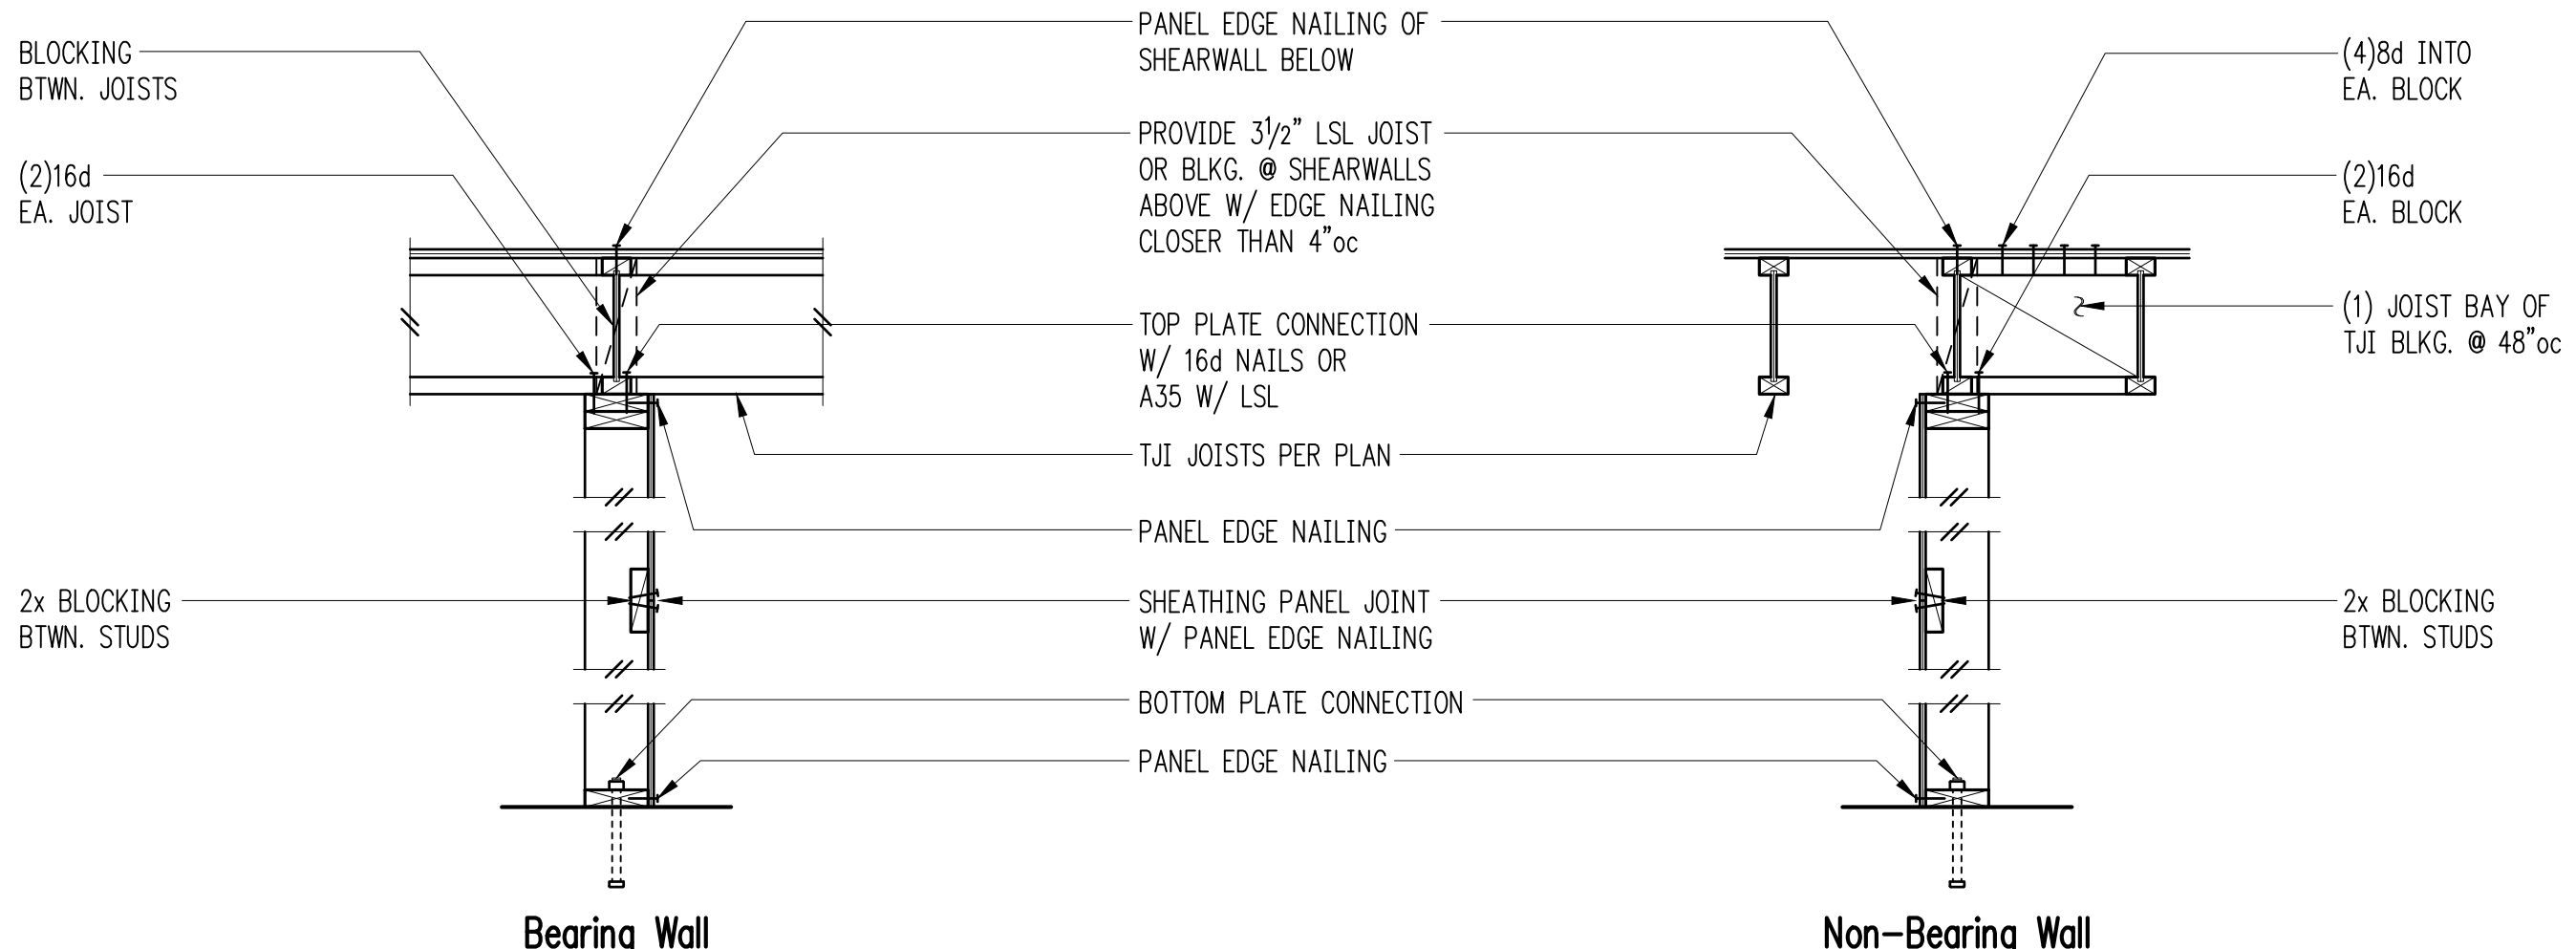 BLOCKING
BTWN. JOISTS
(2)16d
EA. JOIST
2x BLOCKING
BTWN. STUDS
PANEL EDGE NAILING OF
SHEARWALL BELOW
PROVIDE 3 1/2" LSL JOIST
OR BLKG. @ SHEARWALLS
ABOVE W/ EDGE NAILING
CLOSER THAN 4"oc
TOP PLATE CONNECTION
W/ 16d NAILS OR
A35 W/ LSL
TJI JOISTS PER PLAN
PANEL EDGE NAILING
SHEATHING PANEL JOINT
W/ PANEL EDGE NAILING
BOTTOM PLATE CONNECTION
PANEL EDGE NAILING
(4)8d INTO
EA. BLOCK
(2)16d
EA. BLOCK
(1) JOIST BAY OF
TJI BLKG. @ 48"oc
2x BLOCKING
BTWN. STUDS
Bearing Wall
Non-Bearing Wall